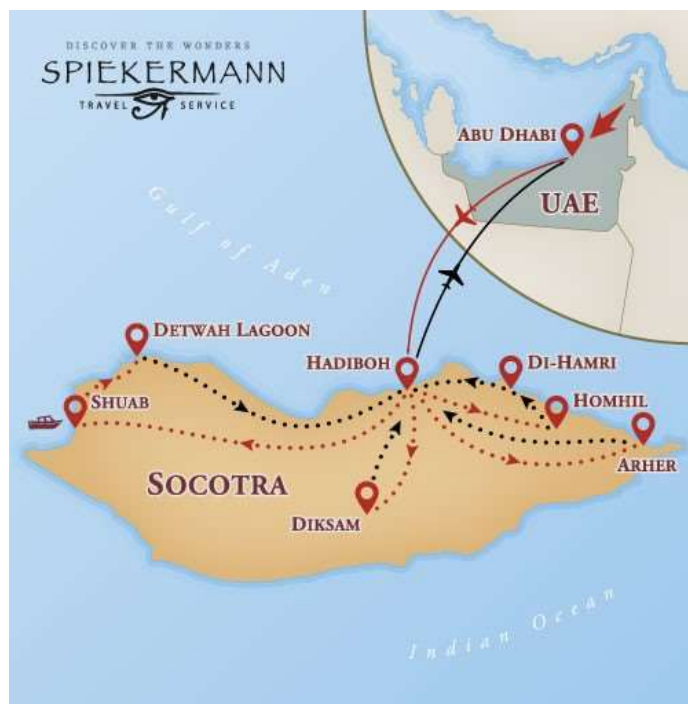 DISCOVER THE WONDERS
SPIEKERMANN
TRAVEL SERVICE
ABU DHABI
UAE
Gulf of Aden
DETWAH LAGOON
HADIBOH
DI-HAMRI
SHUAB
HOMHIL
ARHER
SOCOTRA
DIKSAM
Indian Ocean